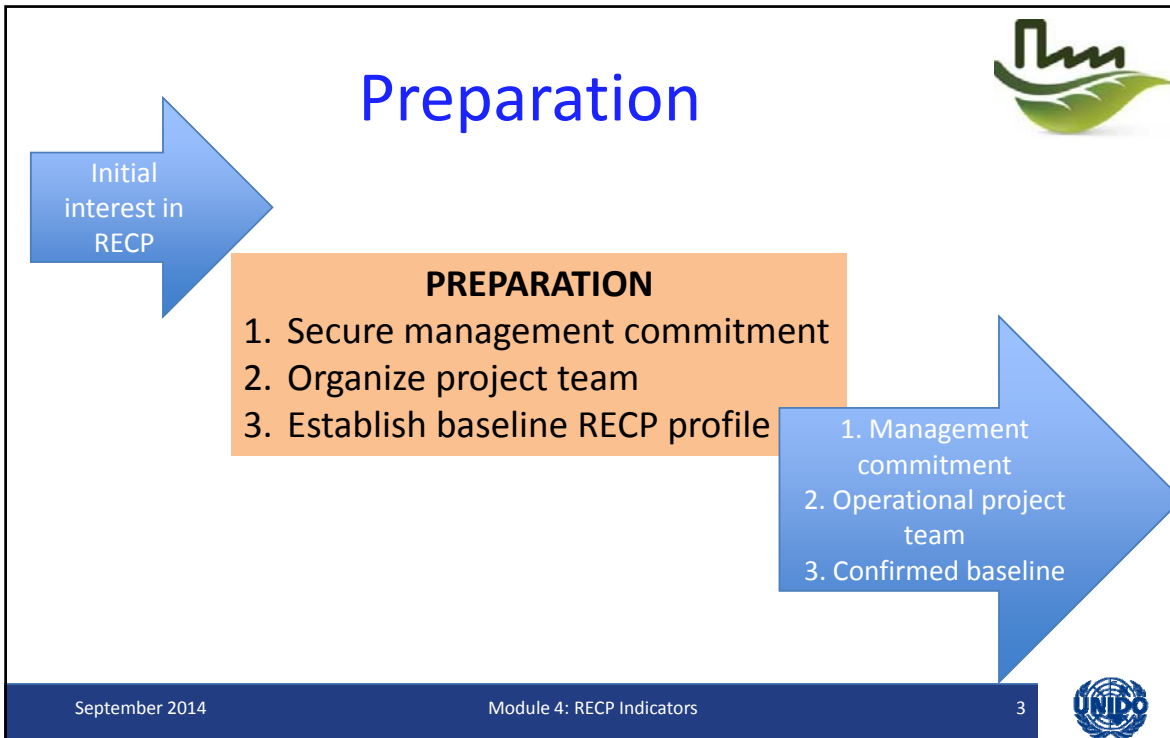 Preparation
Initial
interest in
RECP
PREPARATION
1. Secure management commitment
2. Organize project team
3. Establish baseline RECP profile
1. Management
commitment
2. Operational project
team
3. Confirmed baseline
September 2014
Module 4: RECP Indicators
3
UNIDO